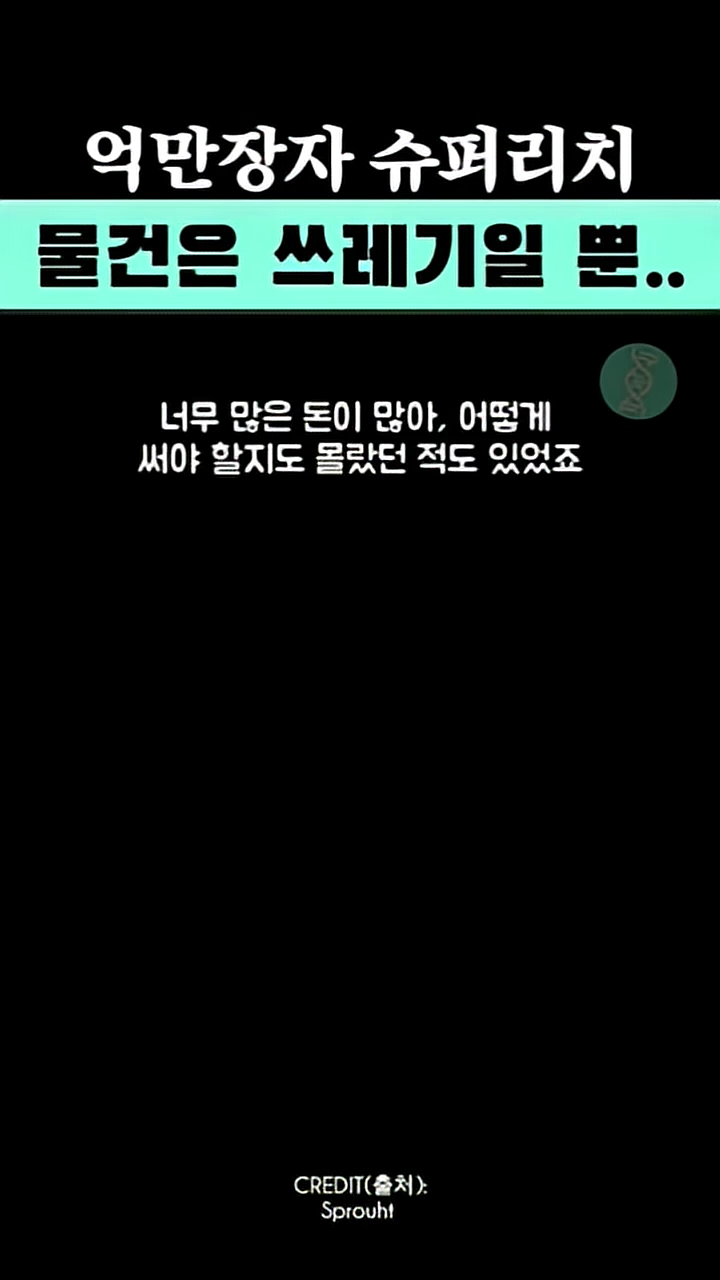 억만장자 슈퍼리치
물건은 쓰레기일 뿐..
너무 많은 돈이 많아, 어떻게
써야 할지도 몰랐던 적도 있었죠
CREDIT(출처):
Sprouht